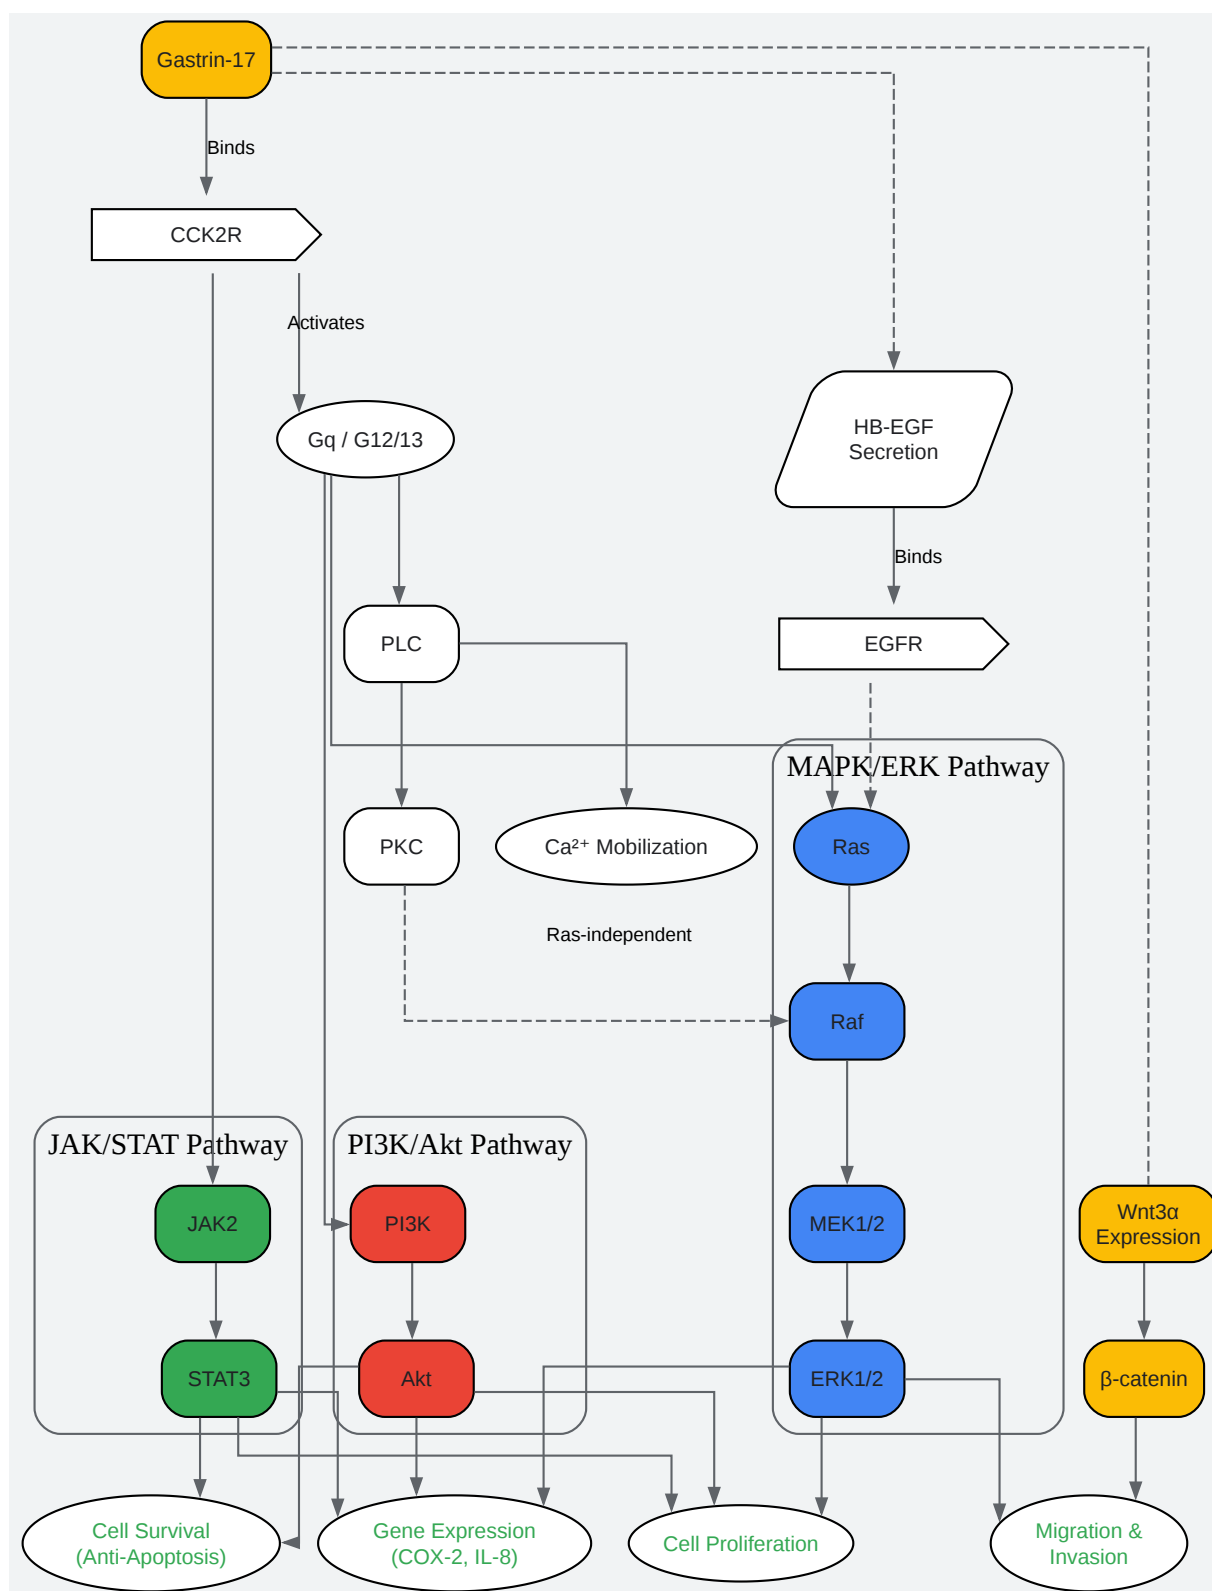 Gastrin-17
Binds
CCK2R
Activates
Gq / G12/13
HB-EGF
Secretion
Binds
PLC
EGFR
MAPK/ERK Pathway
PKC
Ca²⁺ Mobilization
Ras
Ras-independent
Raf
JAK/STAT Pathway
PI3K/Akt Pathway
JAK2
PI3K
MEK1/2
Wnt3α
Expression
STAT3
Akt
ERK1/2
β-catenin
Cell Survival
(Anti-Apoptosis)
Gene Expression
(COX-2, IL-8)
Cell Proliferation
Migration &
Invasion